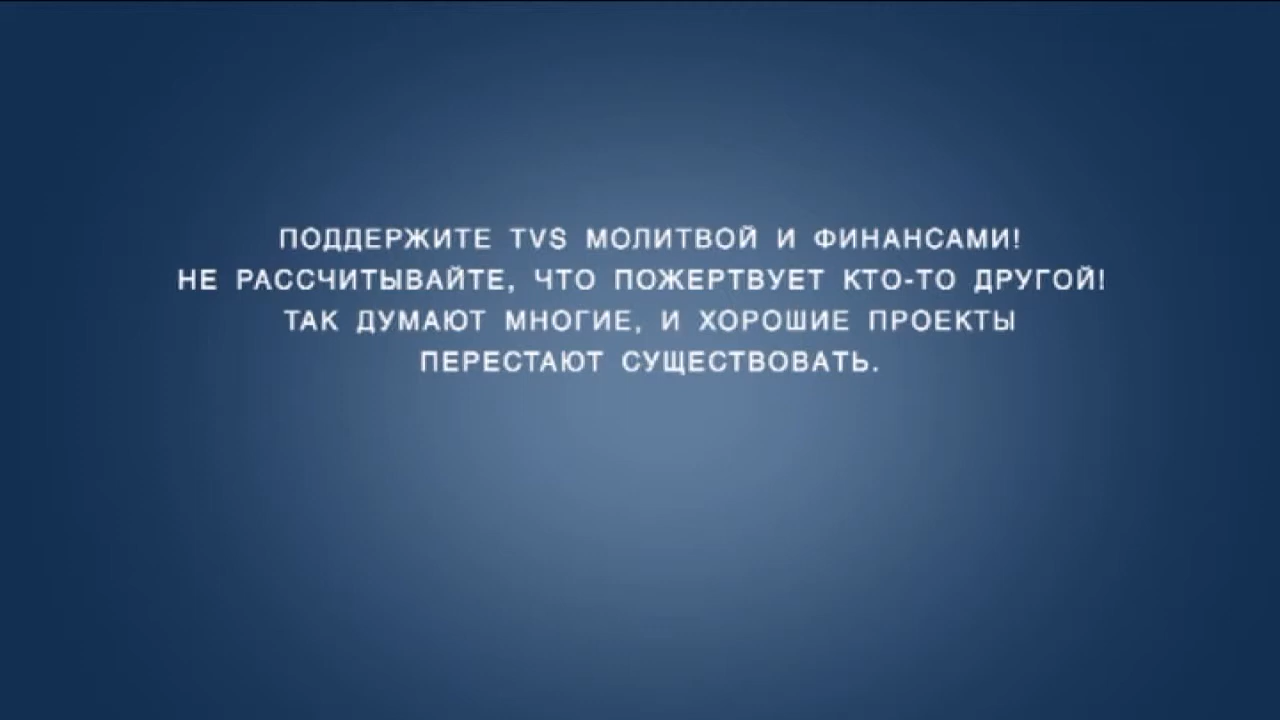 ПОДДЕРЖИТЕ TVS МОЛИТВОЙ И ФИНАНСАМИ!
НЕ РАССЧИТЫВАЙТЕ, ЧТО ПОЖЕРТВУЕТ КТО-ТО ДРУГОЙ!
ТАК ДУМАЮТ МНОГИЕ, И ХОРОШИЕ ПРОЕКТЫ
ПЕРЕСТАЮТ СУЩЕСТВОВАТЬ.